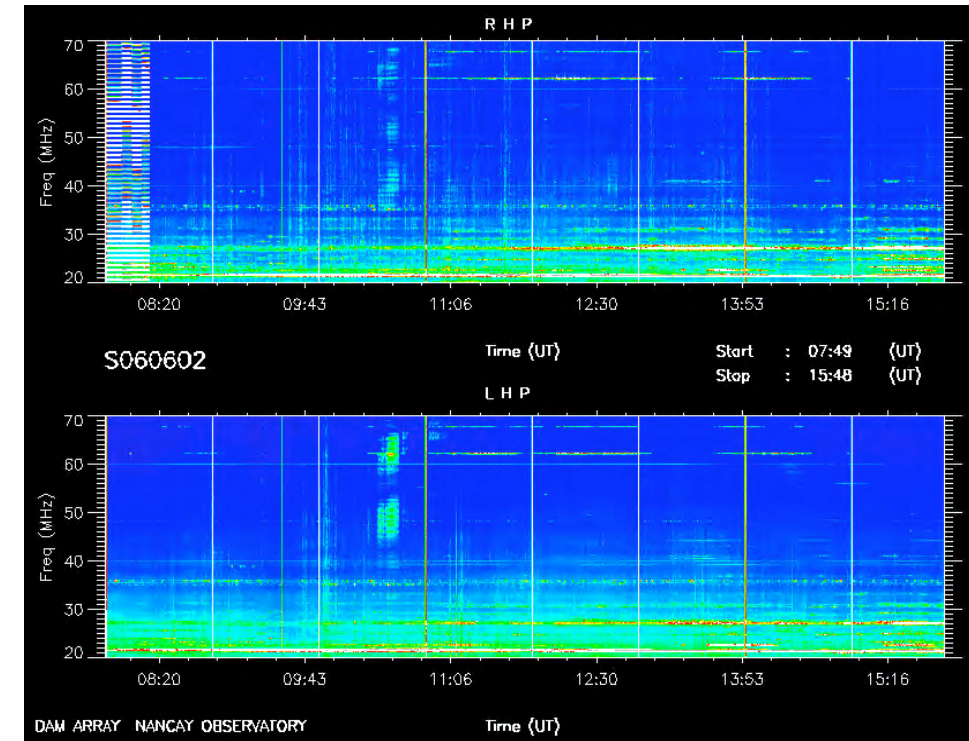 R H P
70
60
50
40
30
20
Freq (MHz)
08:20 09:43 11:06 12:30 13:53 15:16
Time (UT)
S060602
Start : 07:49 (UT)
Stop : 15:48 (UT)
L H P
70
60
50
40
30
20
Freq (MHz)
08:20 09:43 11:06 12:30 13:53 15:16
DAM ARRAY NANCAY OBSERVATORY
Time (UT)